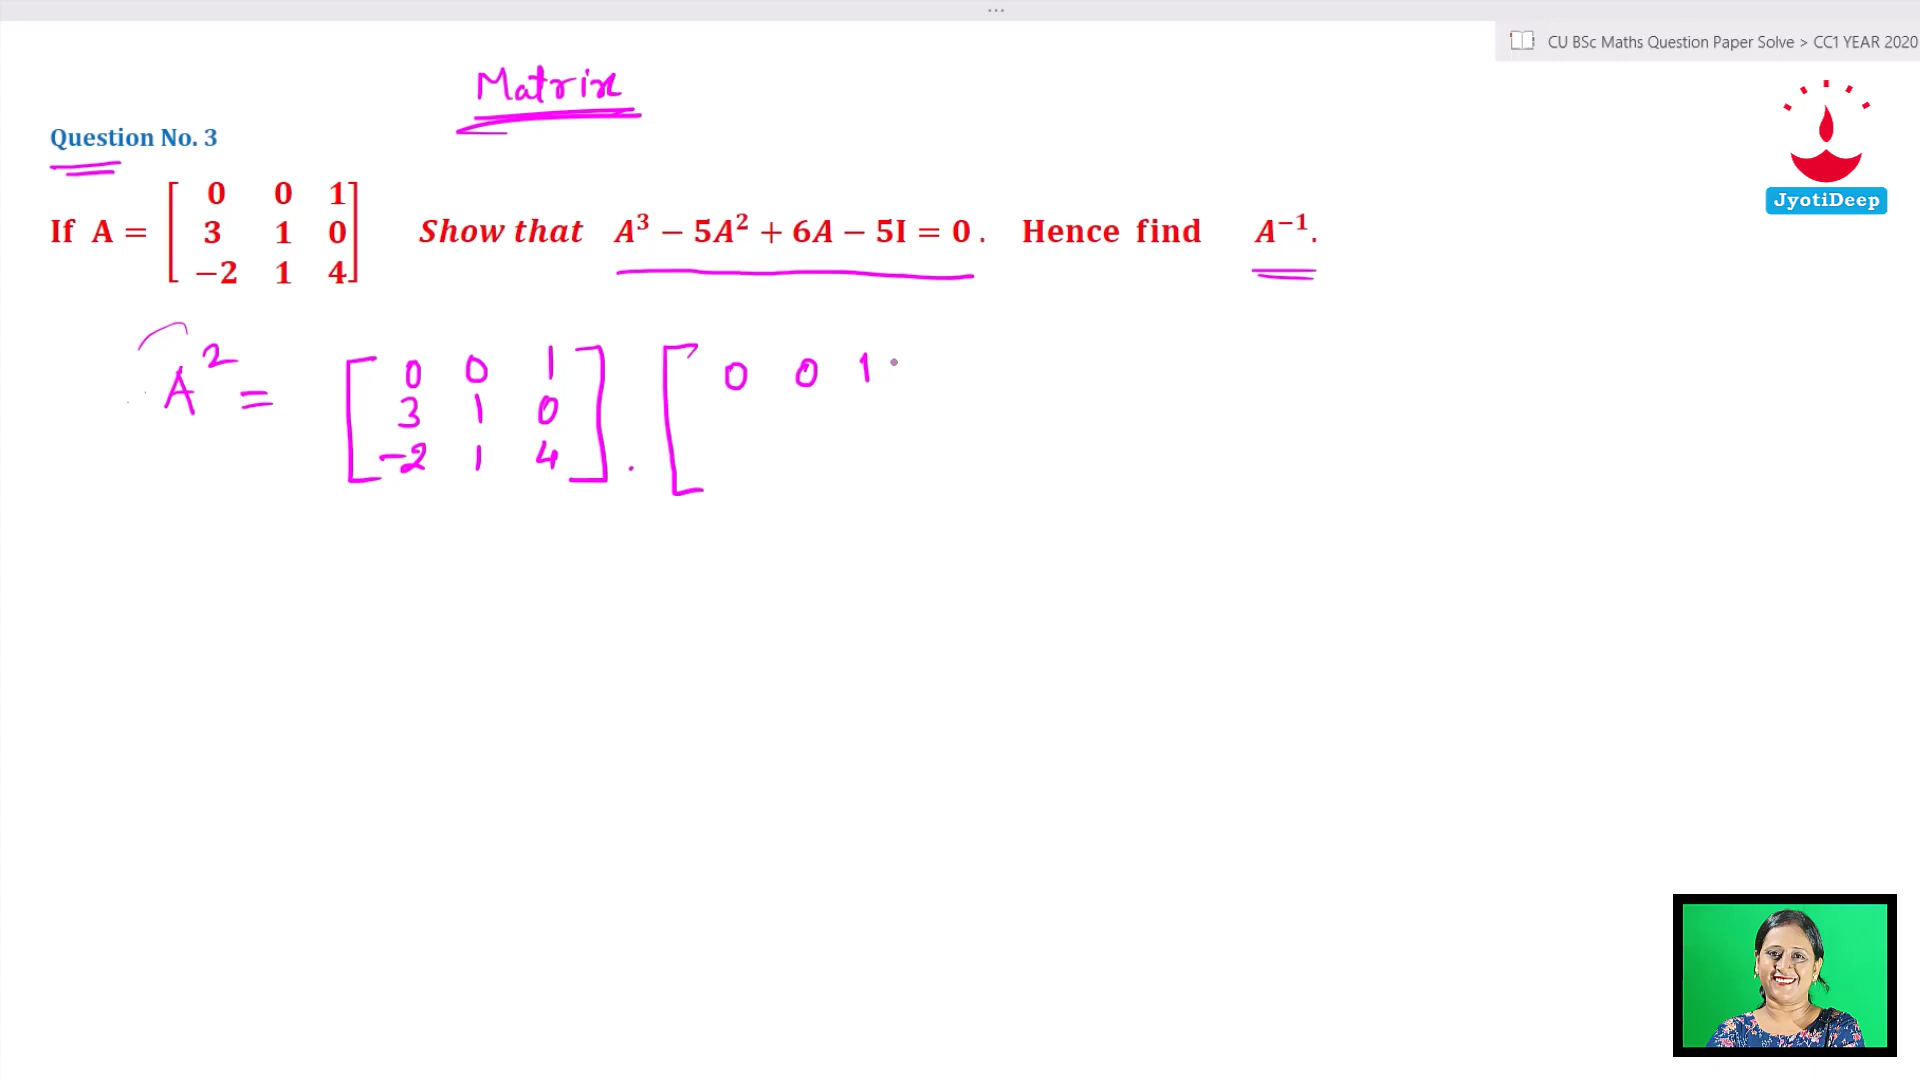 ...
CU BSc Maths Question Paper Solve > CC1 YEAR 2020
Matrix
JyotiDeep
Question No. 3
0 0 1
If A = 3 1 0 Show that A³ − 5A² + 6A − 5I = 0 . Hence find A⁻¹.
−2 1 4
A² = [ 0 0 1 ] . [ 0 0 1
3 1 0
-2 1 4